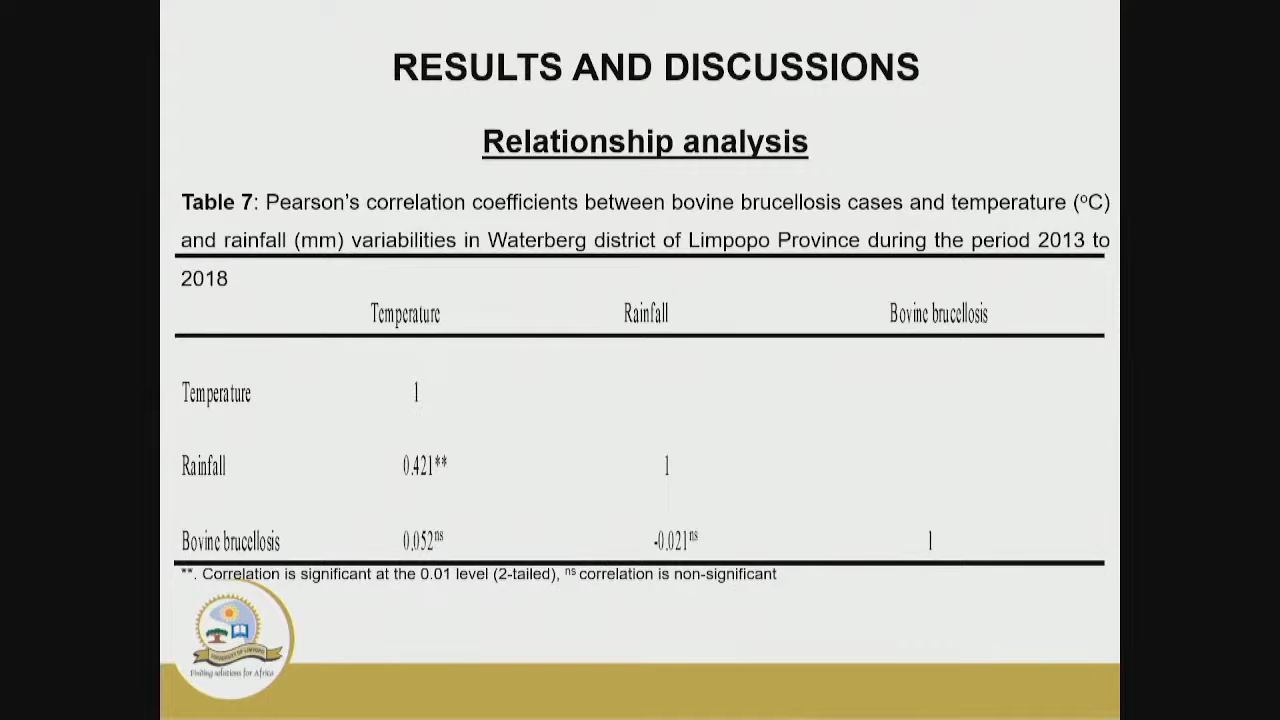 RESULTS AND DISCUSSIONS
Relationship analysis
Table 7: Pearson’s correlation coefficients between bovine brucellosis cases and temperature (ºC)
and rainfall (mm) variabilities in Waterberg district of Limpopo Province during the period 2013 to
2018
Temperature Rainfall Bovine brucellosis
Temperature 1
Rainfall 0.421** 1
Bovine brucellosis 0.052ns -0.021ns 1
**. Correlation is significant at the 0.01 level (2-tailed), ns correlation is non-significant
UNIVERSITY OF LIMPOPO
Finding solutions for Africa